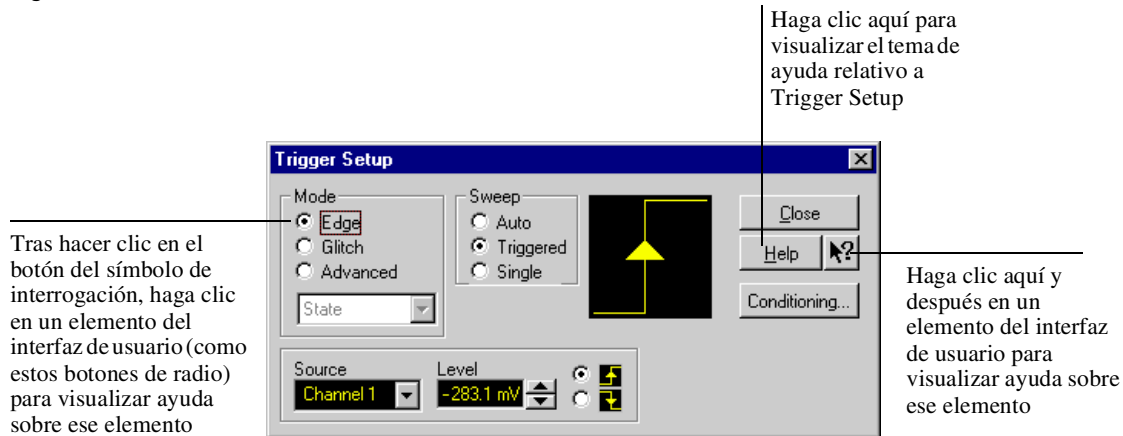 Haga clic aquí para
visualizar el tema de
ayuda relativo a
Trigger Setup
Trigger Setup
Mode
Edge
Glitch
Advanced
State
Sweep
Auto
Triggered
Single
Close
Help
?
Conditioning...
Source
Channel 1
Level
-283.1 mV
Tras hacer clic en el
botón del símbolo de
interrogación, haga clic
en un elemento del
interfaz de usuario (como
estos botones de radio)
para visualizar ayuda
sobre ese elemento
Haga clic aquí y
después en un
elemento del interfaz
de usuario para
visualizar ayuda sobre
ese elemento